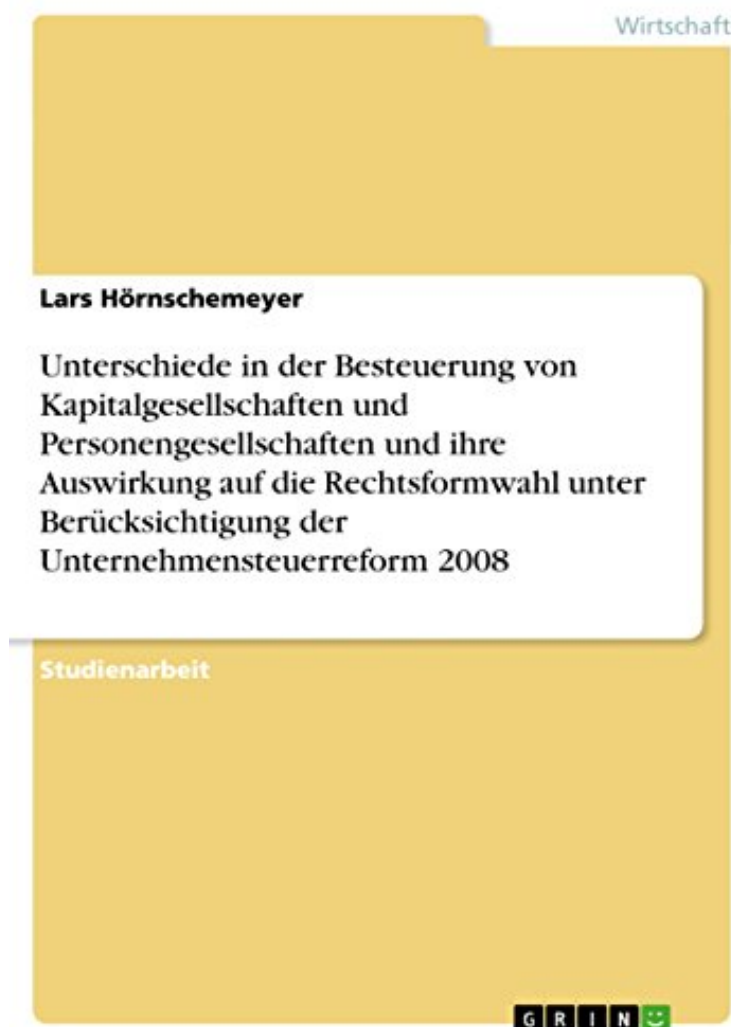 Wirtschaft
Lars Hörnschemeyer
Unterschiede in der Besteuerung von
Kapitalgesellschaften und
Personengesellschaften und ihre
Auswirkung auf die Rechtsformwahl unter
Berücksichtigung der
Unternehmensteuerreform 2008
Studienarbeit
GRIN